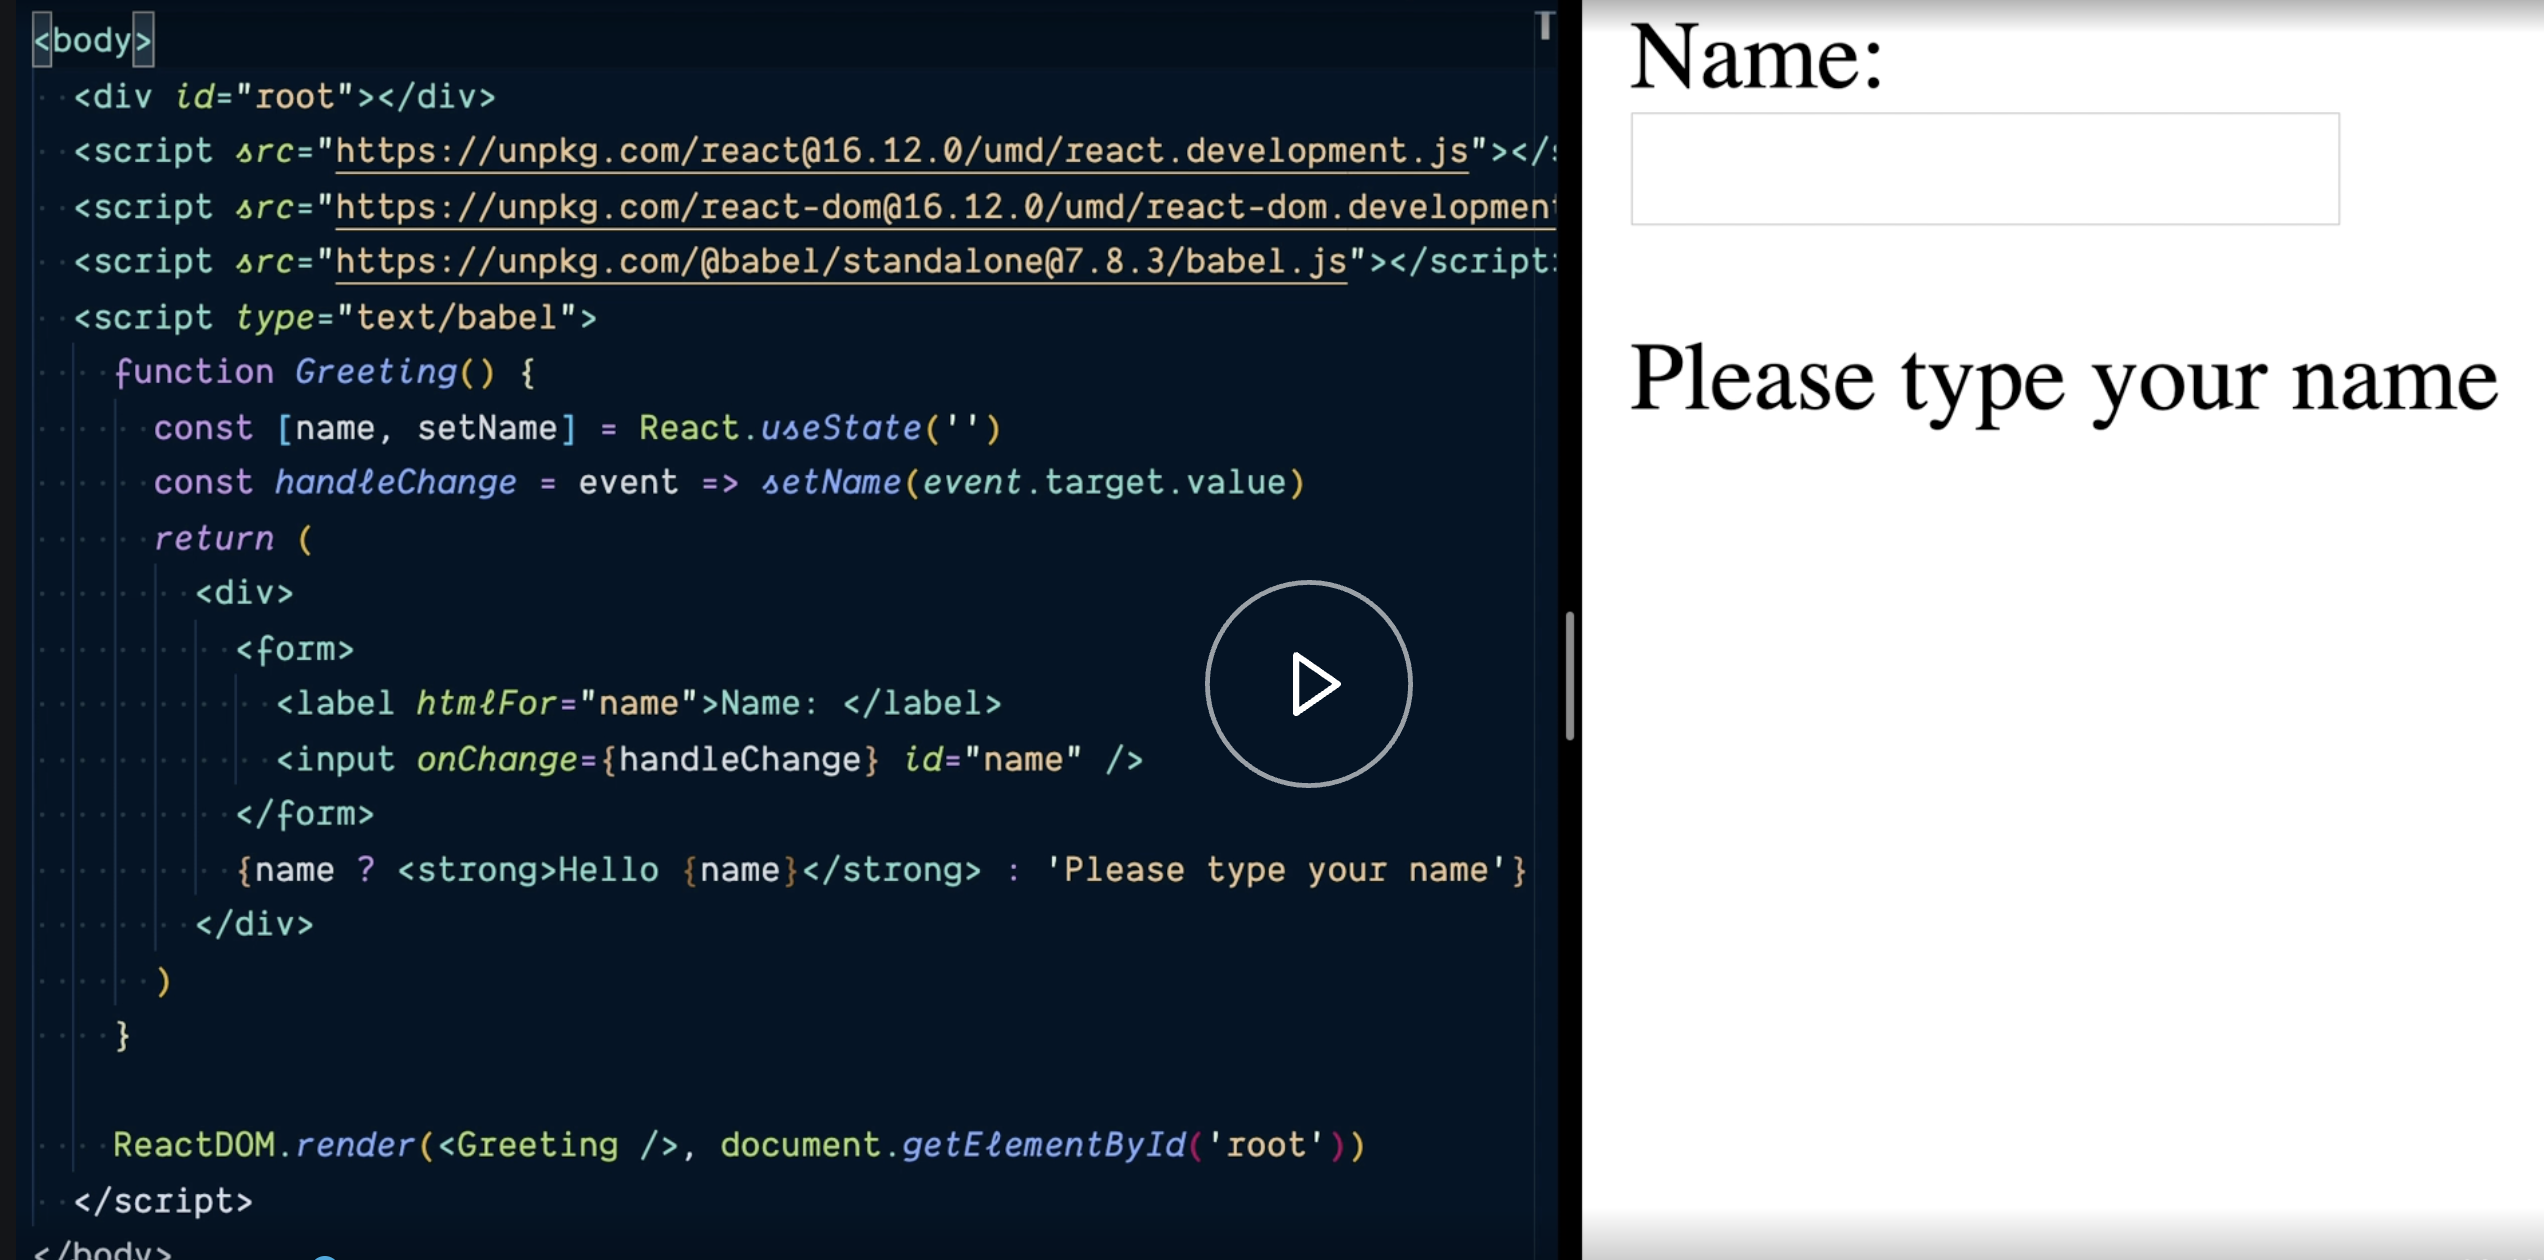 <body>
<div id="root"></div>
<script src="https://unpkg.com/react@16.12.0/umd/react.development.js"></
<script src="https://unpkg.com/react-dom@16.12.0/umd/react-dom.developmen
<script src="https://unpkg.com/@babel/standalone@7.8.3/babel.js"></script
<script type="text/babel">
function Greeting() {
const [name, setName] = React.useState('')
const handleChange = event => setName(event.target.value)
return (
<div>
<form>
<label htmlFor="name">Name: </label>
<input onChange={handleChange} id="name" />
</form>
{name ? <strong>Hello {name}</strong> : 'Please type your name'}
</div>
)
}
ReactDOM.render(<Greeting />, document.getElementById('root'))
</script>
</body>
Name:
Please type your name